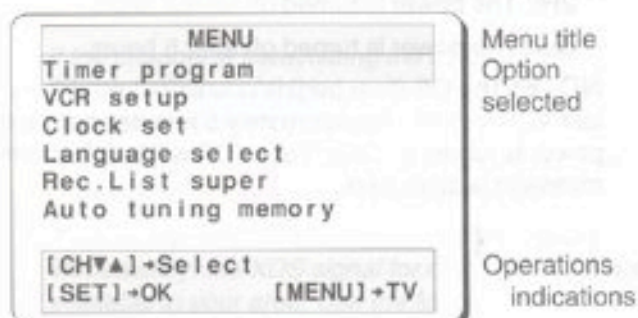 MENU
Menu title
Timer program
Option
selected
VCR setup
Clock set
Language select
Rec.List super
Auto tuning memory
[CH▼▲]→Select
Operations
indications
[SET]→OK [MENU]→TV